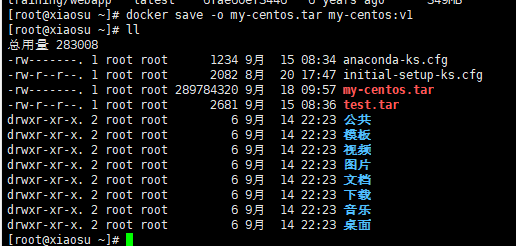 training/webapp latest 6fae60ef3446 6 years ago 349MB
[root@xiaosu ~]# docker save -o my-centos.tar my-centos:v1
[root@xiaosu ~]# ll
总用量 283008
-rw-------. 1 root root 1234 9月 15 08:34 anaconda-ks.cfg
-rw-r--r--. 1 root root 2082 8月 20 17:47 initial-setup-ks.cfg
-rw-------. 1 root root 289784320 9月 18 09:57 my-centos.tar
-rw-r--r--. 1 root root 2681 9月 15 08:36 test.tar
drwxr-xr-x. 2 root root 6 9月 14 22:23 公共
drwxr-xr-x. 2 root root 6 9月 14 22:23 模板
drwxr-xr-x. 2 root root 6 9月 14 22:23 视频
drwxr-xr-x. 2 root root 6 9月 14 22:23 图片
drwxr-xr-x. 2 root root 6 9月 14 22:23 文档
drwxr-xr-x. 2 root root 6 9月 14 22:23 下载
drwxr-xr-x. 2 root root 6 9月 14 22:23 音乐
drwxr-xr-x. 2 root root 6 9月 14 22:23 桌面
[root@xiaosu ~]#